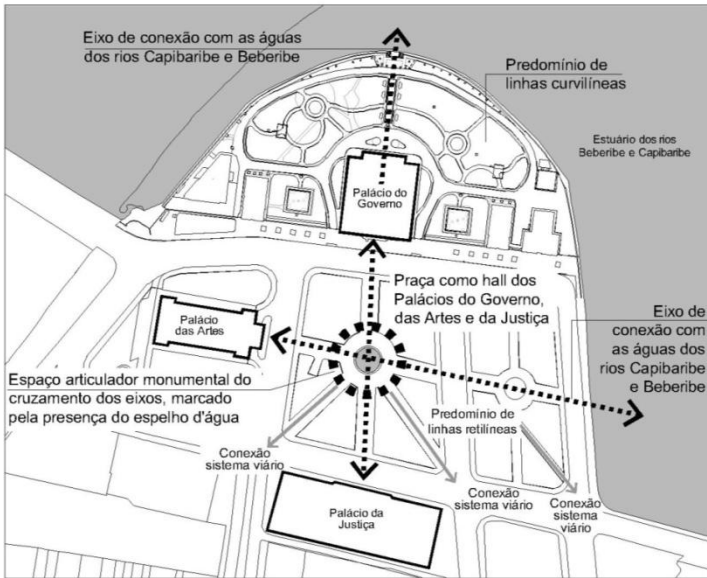 Eixo de conexão com as águas
dos rios Capibaribe e Beberibe
Predomínio de
linhas curvilíneas
Estuário dos rios
Beberibe e Capibaribe
Palácio do
Governo
Praça como hall dos
Palácios do Governo,
das Artes e da Justiça
Palácio
das Artes
Eixo de
conexão com
as águas dos
rios Capibaribe
e Beberibe
Espaço articulador monumental do
cruzamento dos eixos, marcado
pela presença do espelho d'água
Predomínio de
linhas retilíneas
Conexão
sistema viário
Conexão
sistema viário
Conexão
sistema
viário
Palácio da
Justiça